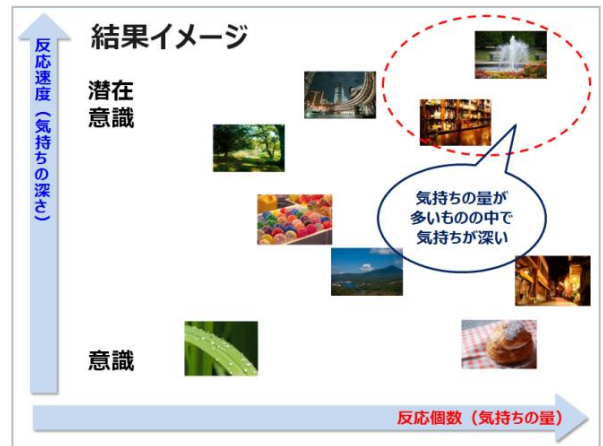 結果イメージ
反応速度（気持ちの深さ）
潜在
意識
気持ちの量が
多いものの中で
気持ちが深い
意識
反応個数（気持ちの量）